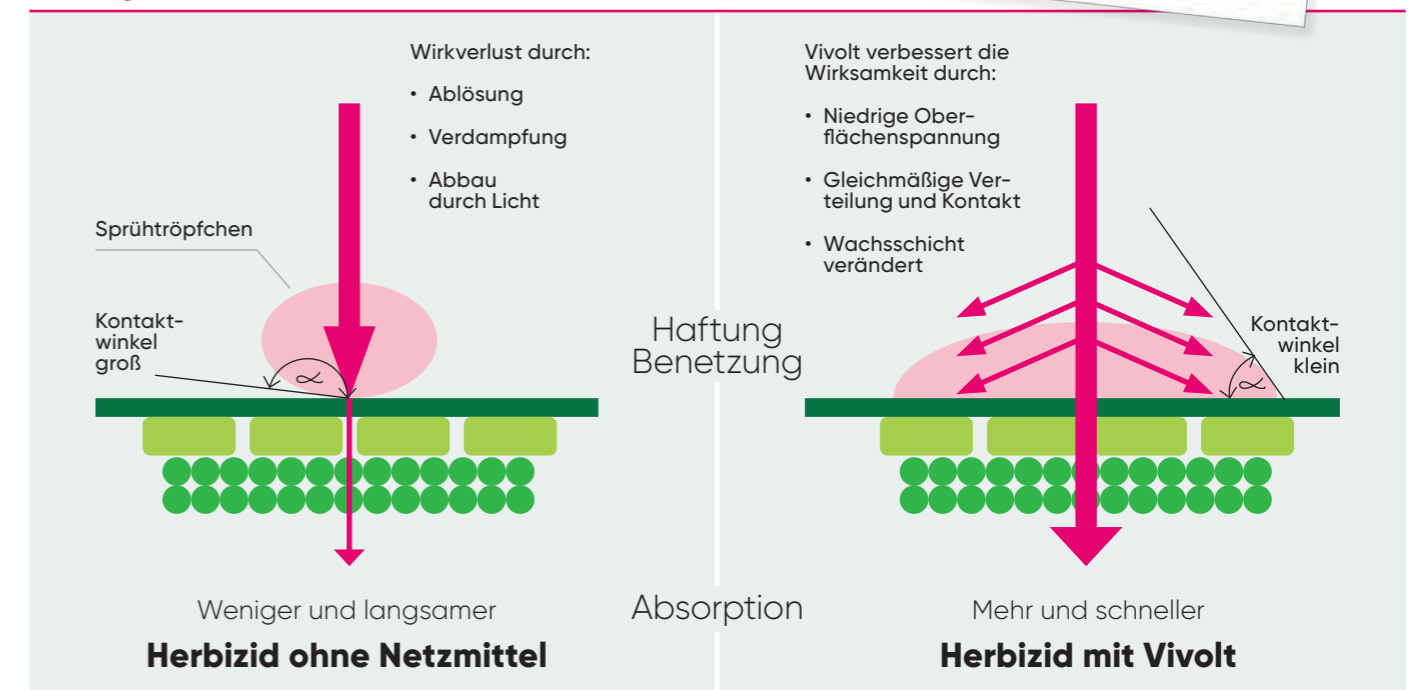 Wirkverlust durch:
• Ablösung
• Verdampfung
• Abbau
durch Licht
Sprühtröpfchen
Kontakt-
winkel
groß
α
Vivolt verbessert die
Wirksamkeit durch:
• Niedrige Ober-
flächenspannung
• Gleichmäßige Ver-
teilung und Kontakt
• Wachsschicht
verändert
Kontakt-
winkel
klein
α
Haftung
Benetzung
Absorption
Weniger und langsamer
Herbizid ohne Netzmittel
Mehr und schneller
Herbizid mit Vivolt